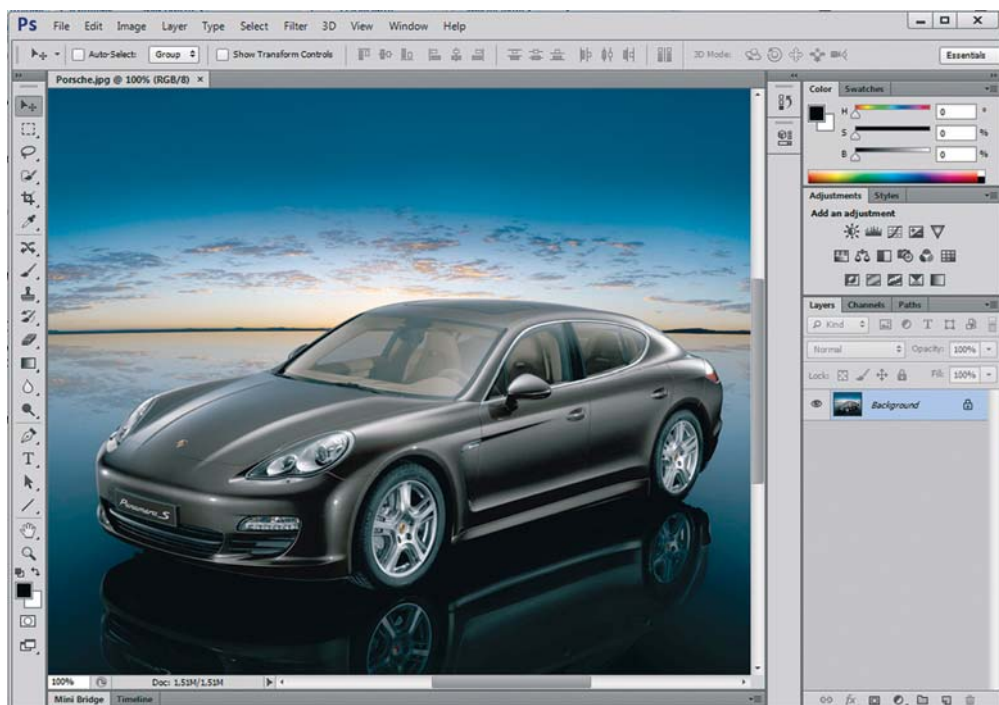 Ps File Edit Image Layer Type Select Filter 3D View Window Help
Auto-Select: Group Show Transform Controls 3D Mode: Essentials
Porsche.jpg @ 100% (RGB/8) ×
Color Swatches
H 0 °
S 0 %
B 0 %
Adjustments Styles
Add an adjustment
Layers Channels Paths
Kind
Normal Opacity: 100%
Lock: Fill: 100%
Background
Panamera S
100% Doc: 1.51M/1.51M
Mini Bridge Timeline
fx